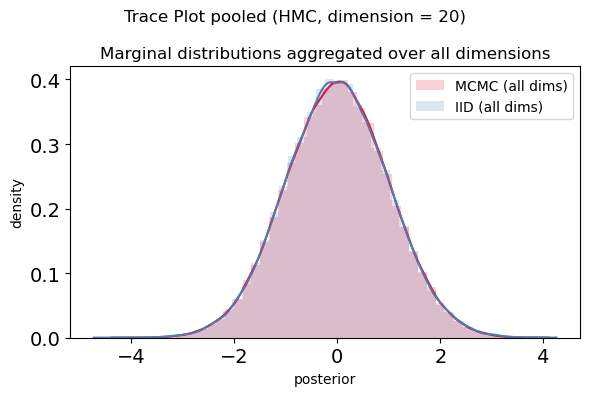 Trace Plot pooled (HMC, dimension = 20)
Marginal distributions aggregated over all dimensions
MCMC (all dims)
IID (all dims)
density
0.4
0.3
0.2
0.1
0.0
−4
−2
0
2
4
posterior